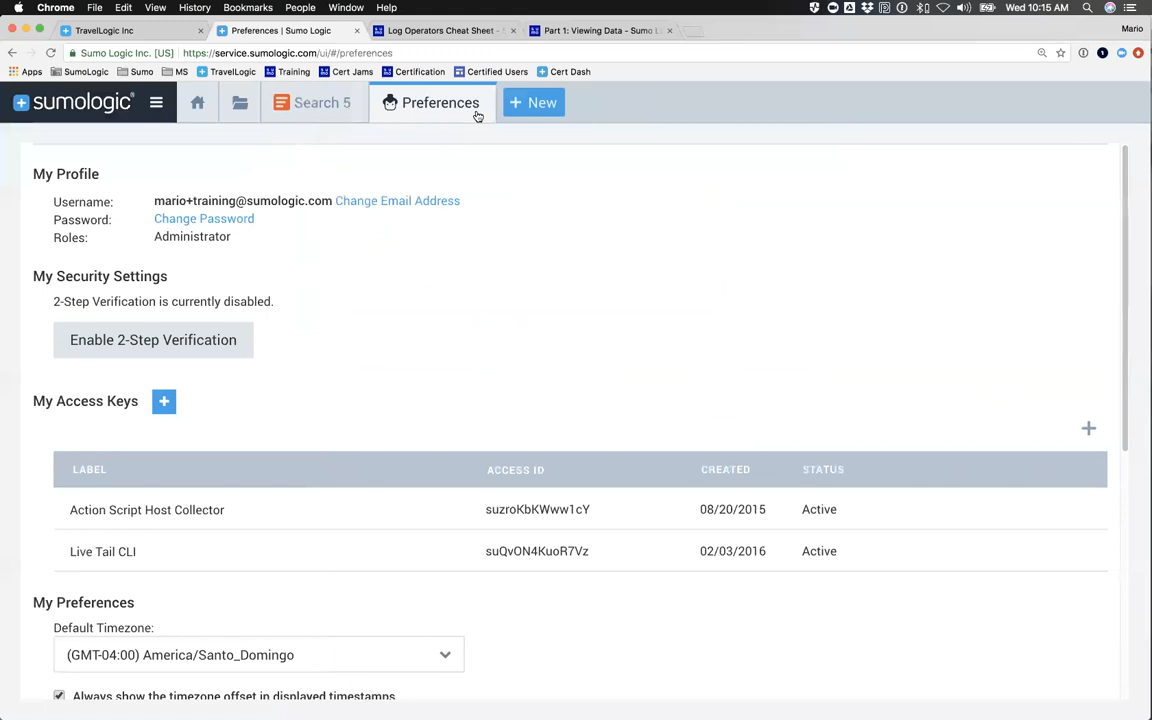 Chrome File Edit View History Bookmarks People Window Help Wed 10:15 AM
TravelLogic Inc Preferences | Sumo Logic Log Operators Cheat Sheet - Part 1: Viewing Data - Sumo Mario
Sumo Logic Inc. [US] https://service.sumologic.com/ui/#/preferences
Apps SumoLogic Sumo MS TravelLogic Training Cert Jams Certification Certified Users Cert Dash
sumologic Search 5 Preferences + New
My Profile
Username: mario+training@sumologic.com Change Email Address
Password: Change Password
Roles: Administrator
My Security Settings
2-Step Verification is currently disabled.
Enable 2-Step Verification
My Access Keys +
+
LABEL ACCESS ID CREATED STATUS
Action Script Host Collector suzroKbKWww1cY 08/20/2015 Active
Live Tail CLI suQvON4KuoR7Vz 02/03/2016 Active
My Preferences
Default Timezone:
(GMT-04:00) America/Santo_Domingo
Always show the timezone offset in displayed timestamps